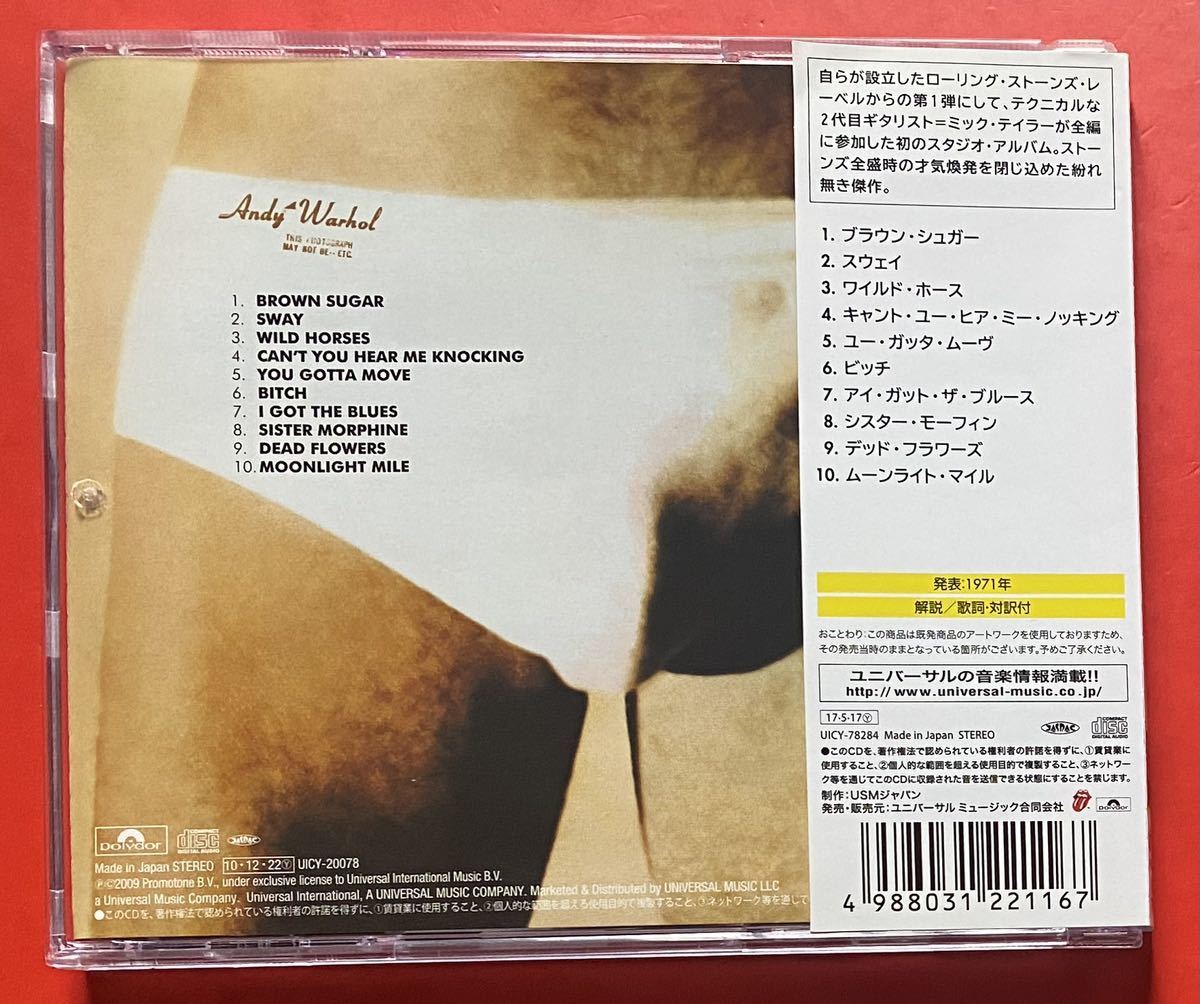 Andy Warhol
THIS PHOTOGRAPH
MAY NOT BE-- ETC.
1. BROWN SUGAR
2. SWAY
3. WILD HORSES
4. CAN'T YOU HEAR ME KNOCKING
5. YOU GOTTA MOVE
6. BITCH
7. I GOT THE BLUES
8. SISTER MORPHINE
9. DEAD FLOWERS
10. MOONLIGHT MILE
Polydor
COMPACT
disc
DIGITAL AUDIO
Made in Japan STEREO 10・12・22Ⓨ UICY-20078
ⓅⒸ2009 Promotone B.V., under exclusive license to Universal International Music B.V.
a Universal Music Company. Universal International, A UNIVERSAL MUSIC COMPANY. Marketed & Distributed by UNIVERSAL MUSIC LLC
●このCDを、著作権法で認められている権利者の許諾を得ずに、①賃貸業に使用すること、②個人的な範囲を超える使用目的で複製すること、③ネットワーク等を通じて
自らが設立したローリング・ストーンズ・レ
ーベルからの第1弾にして、テクニカルな
2代目ギタリスト=ミック・テイラーが全編
に参加した初のスタジオ・アルバム。ストー
ンズ全盛時の才気煥発を閉じ込めた紛れ
無き傑作。
1. ブラウン・シュガー
2. スウェイ
3. ワイルド・ホース
4. キャント・ユー・ヒア・ミー・ノッキング
5. ユー・ガッタ・ムーヴ
6. ビッチ
7. アイ・ガット・ザ・ブルース
8. シスター・モーフィン
9. デッド・フラワーズ
10. ムーンライト・マイル
発表:1971年
解説/歌詞・対訳付
おことわり:この商品は既発商品のアートワークを使用しておりますため、
その発売当時のままとなっている箇所がございます。予めご了承ください。
ユニバーサルの音楽情報満載!!
http://www.universal-music.co.jp/
17・5・17Ⓨ
UICY-78284 Made in Japan STEREO
COMPACT
disc
DIGITAL AUDIO
●このCDを、著作権法で認められている権利者の許諾を得ずに、①賃貸業に
使用すること、②個人的な範囲を超える使用目的で複製すること、③ネットワー
ク等を通じてこのCDに収録された音を送信できる状態にすることを禁じます。
制作:USMジャパン
発売・販売元:ユニバーサル ミュージック合同会社
Polydor
4 988031 221167